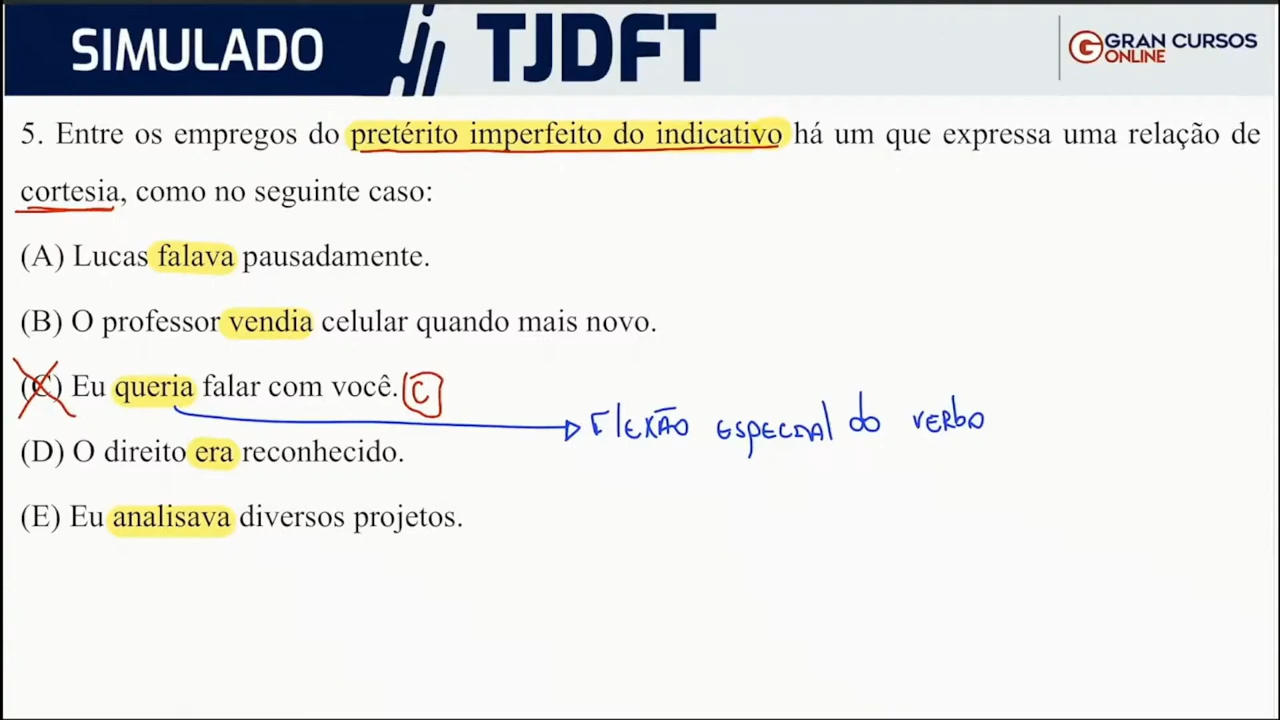 SIMULADO
TJDFT
GRAN CURSOS
ONLINE
5. Entre os empregos do pretérito imperfeito do indicativo há um que expressa uma relação de
cortesia, como no seguinte caso:
(A) Lucas falava pausadamente.
(B) O professor vendia celular quando mais novo.
(C) Eu queria falar com você. C
FlEXÃO ESPECIAl do VERbO
(D) O direito era reconhecido.
(E) Eu analisava diversos projetos.